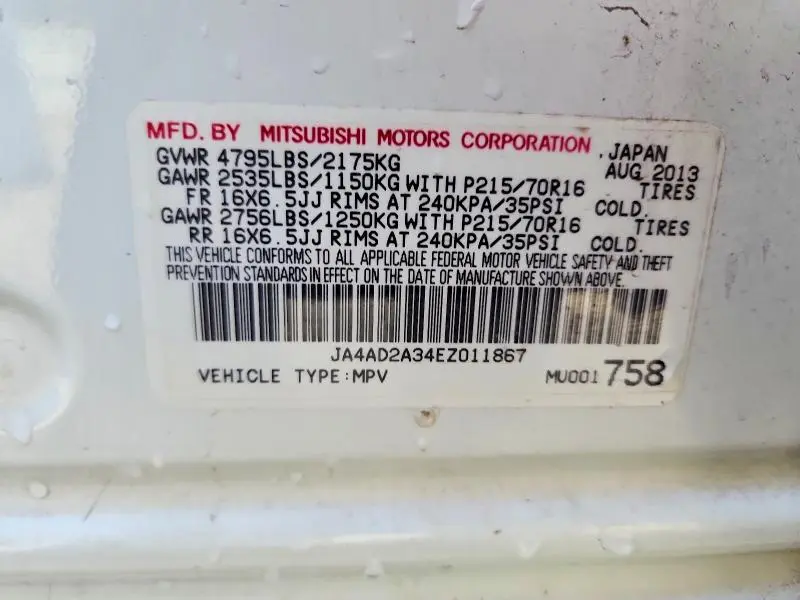 MFD. BY MITSUBISHI MOTORS CORPORATION , JAPAN
GVWR 4795LBS/2175KG AUG 2013
GAWR 2535LBS/1150KG WITH P215/70R16 TIRES
FR 16X6.5JJ RIMS AT 240KPA/35PSI COLD.
GAWR 2756LBS/1250KG WITH P215/70R16 TIRES
RR 16X6.5JJ RIMS AT 240KPA/35PSI COLD.
THIS VEHICLE CONFORMS TO ALL APPLICABLE FEDERAL MOTOR VEHICLE SAFETY AND THEFT
PREVENTION STANDARDS IN EFFECT ON THE DATE OF MANUFACTURE SHOWN ABOVE.
JA4AD2A34EZ011867
VEHICLE TYPE:MPV MU001 758